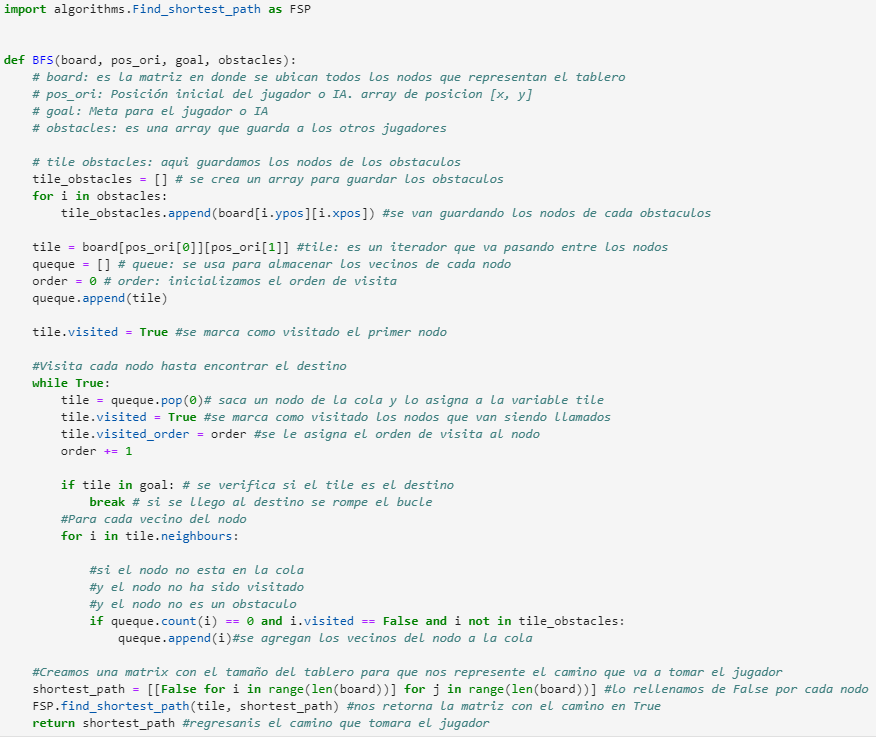 import algorithms.Find_shortest_path as FSP
def BFS(board, pos_ori, goal, obstacles):
# board: es la matriz en donde se ubican todos los nodos que representan el tablero
# pos_ori: Posición inicial del jugador o IA. array de posicion [x, y]
# goal: Meta para el jugador o IA
# obstacles: es una array que guarda a los otros jugadores
# tile obstacles: aqui guardamos los nodos de los obstaculos
tile_obstacles = [] # se crea un array para guardar los obstaculos
for i in obstacles:
tile_obstacles.append(board[i.ypos][i.xpos]) #se van guardando los nodos de cada obstaculos
tile = board[pos_ori[0]][pos_ori[1]] #tile: es un iterador que va pasando entre los nodos
queque = [] # queue: se usa para almacenar los vecinos de cada nodo
order = 0 # order: inicializamos el orden de visita
queque.append(tile)
tile.visited = True #se marca como visitado el primer nodo
#Visita cada nodo hasta encontrar el destino
while True:
tile = queque.pop(0)# saca un nodo de la cola y lo asigna a la variable tile
tile.visited = True #se marca como visitado los nodos que van siendo llamados
tile.visited_order = order #se le asigna el orden de visita al nodo
order += 1
if tile in goal: # se verifica si el tile es el destino
break # si se llego al destino se rompe el bucle
#Para cada vecino del nodo
for i in tile.neighbours:
#si el nodo no esta en la cola
#y el nodo no ha sido visitado
#y el nodo no es un obstaculo
if queque.count(i) == 0 and i.visited == False and i not in tile_obstacles:
queque.append(i)#se agregan los vecinos del nodo a la cola
#Creamos una matrix con el tamaño del tablero para que nos represente el camino que va a tomar el jugador
shortest_path = [[False for i in range(len(board))] for j in range(len(board))] #lo rellenamos de False por cada nodo
FSP.find_shortest_path(tile, shortest_path) #nos retorna la matriz con el camino en True
return shortest_path #regresanis el camino que tomara el jugador